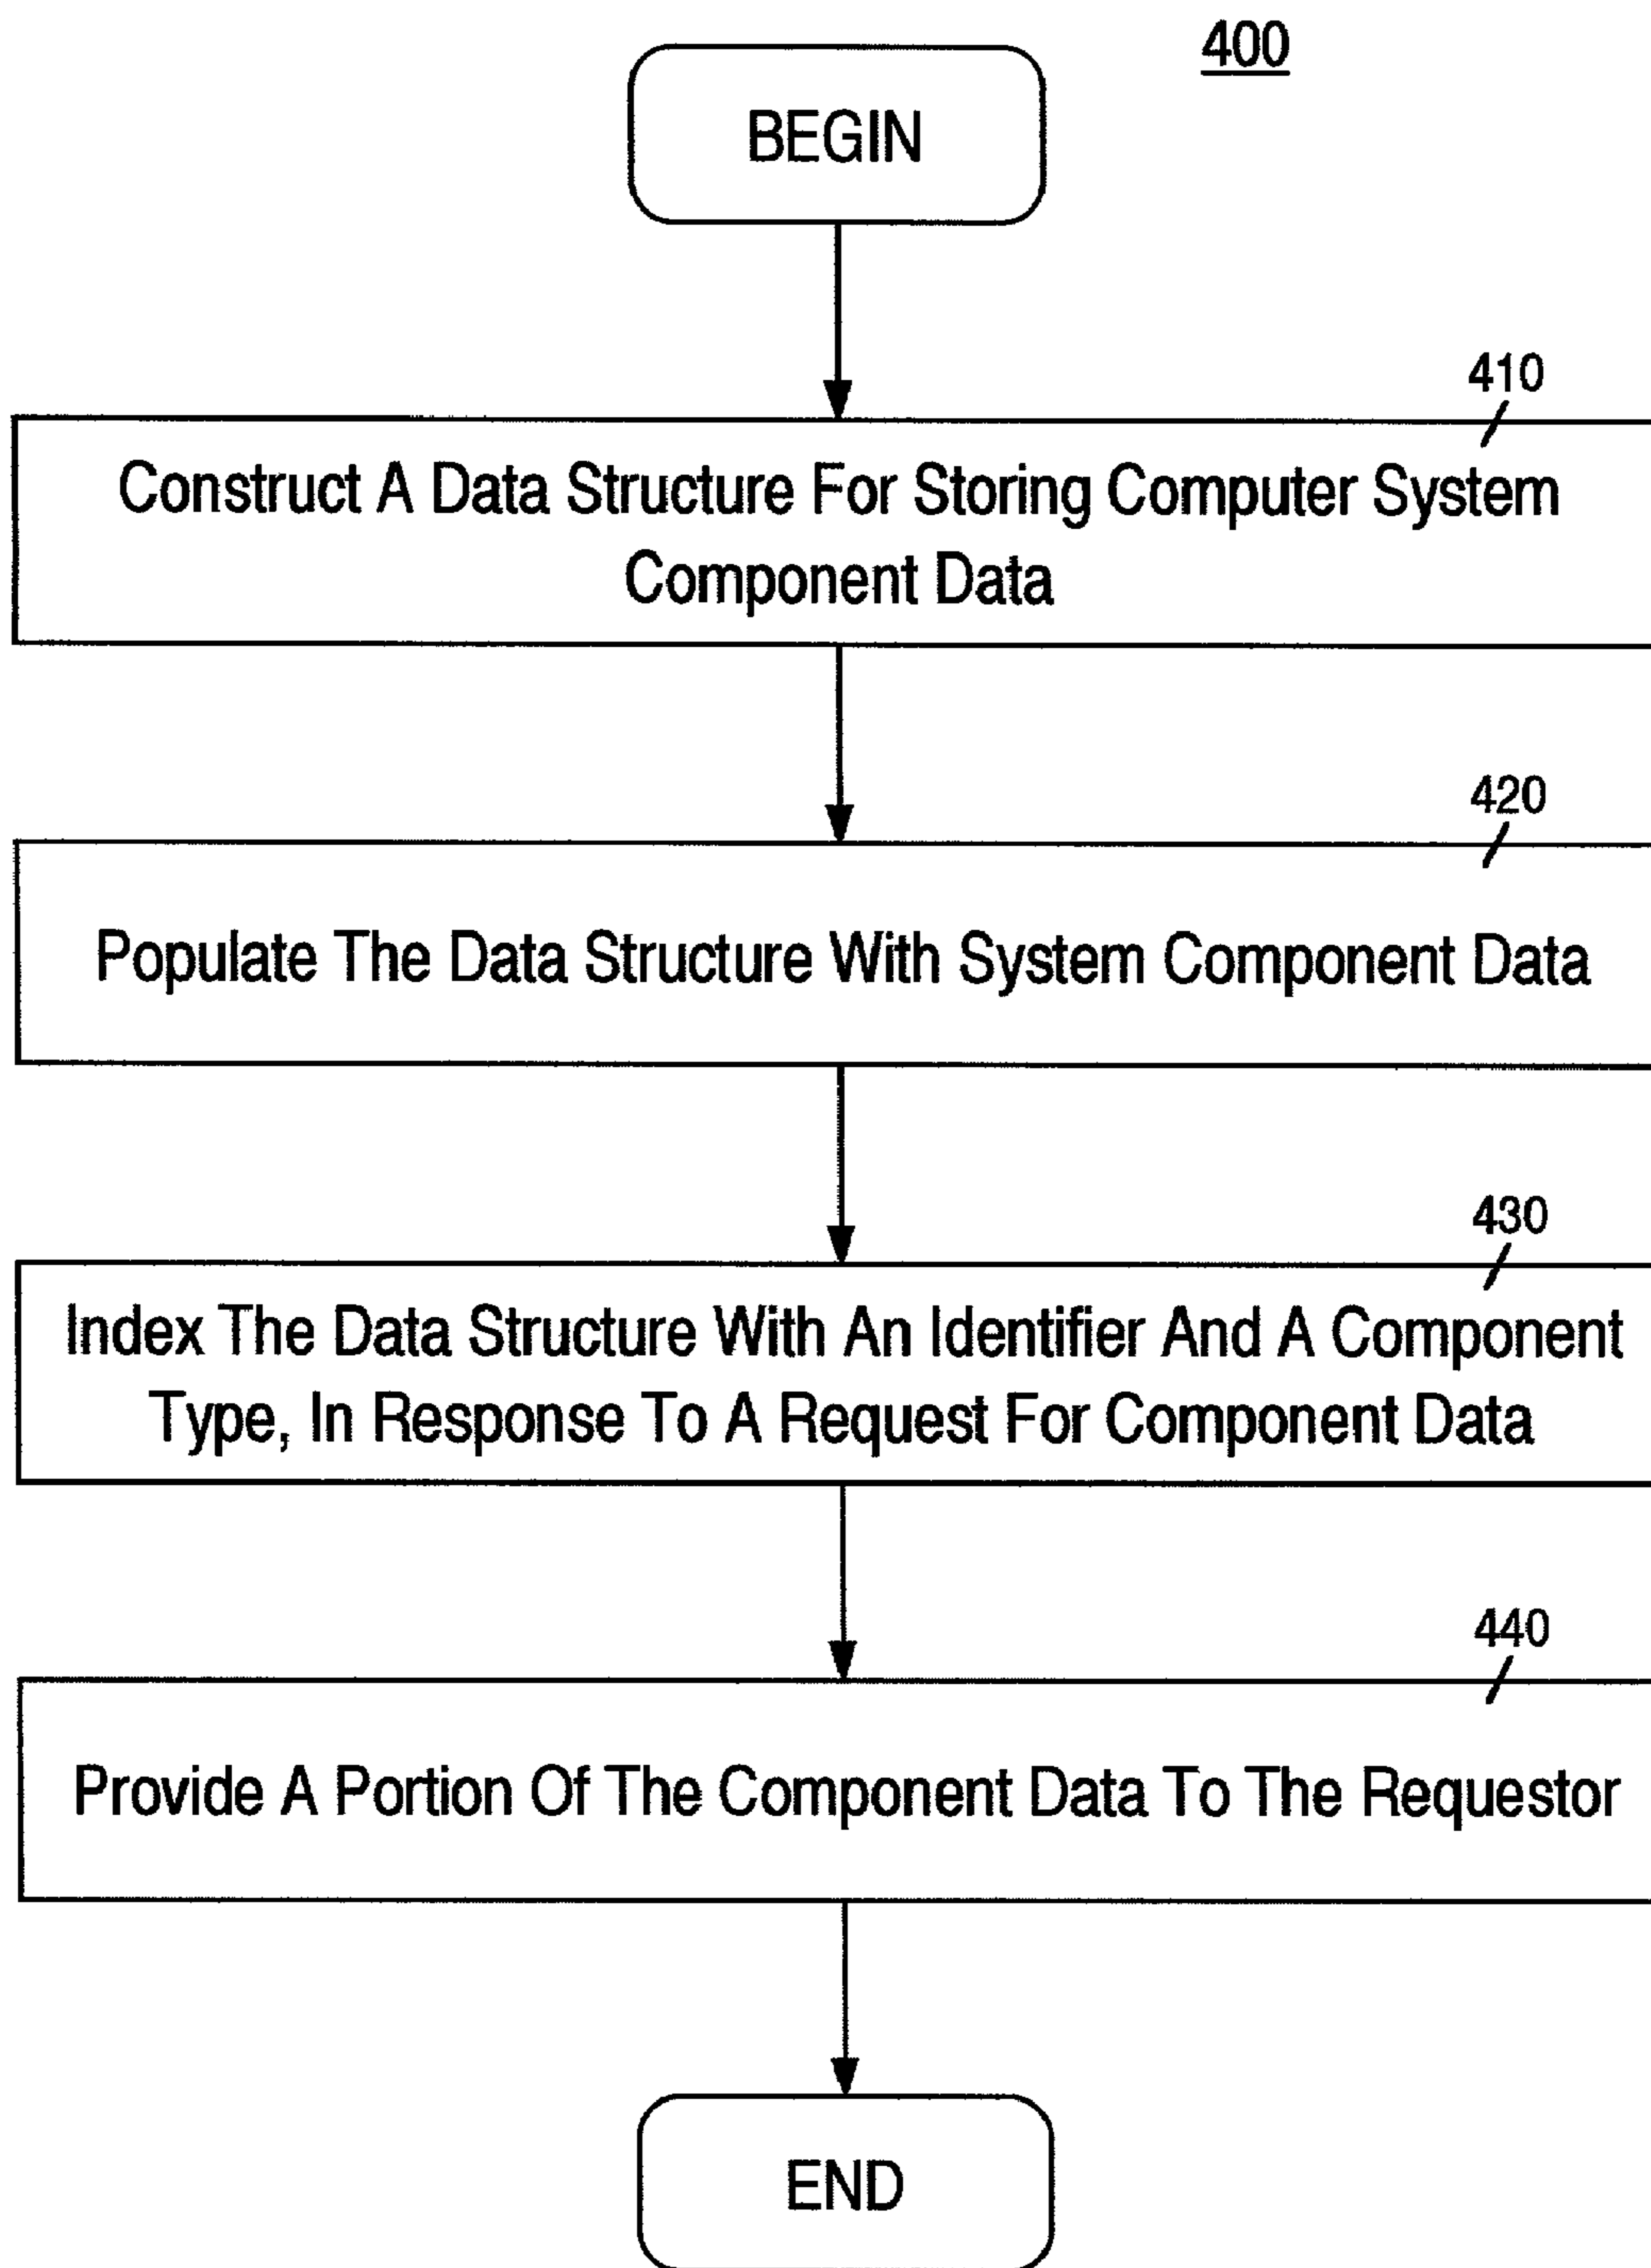 400
BEGIN
410
Construct A Data Structure For Storing Computer System
Component Data
420
Populate The Data Structure With System Component Data
430
Index The Data Structure With An Identifier And A Component
Type, In Response To A Request For Component Data
440
Provide A Portion Of The Component Data To The Requestor
END